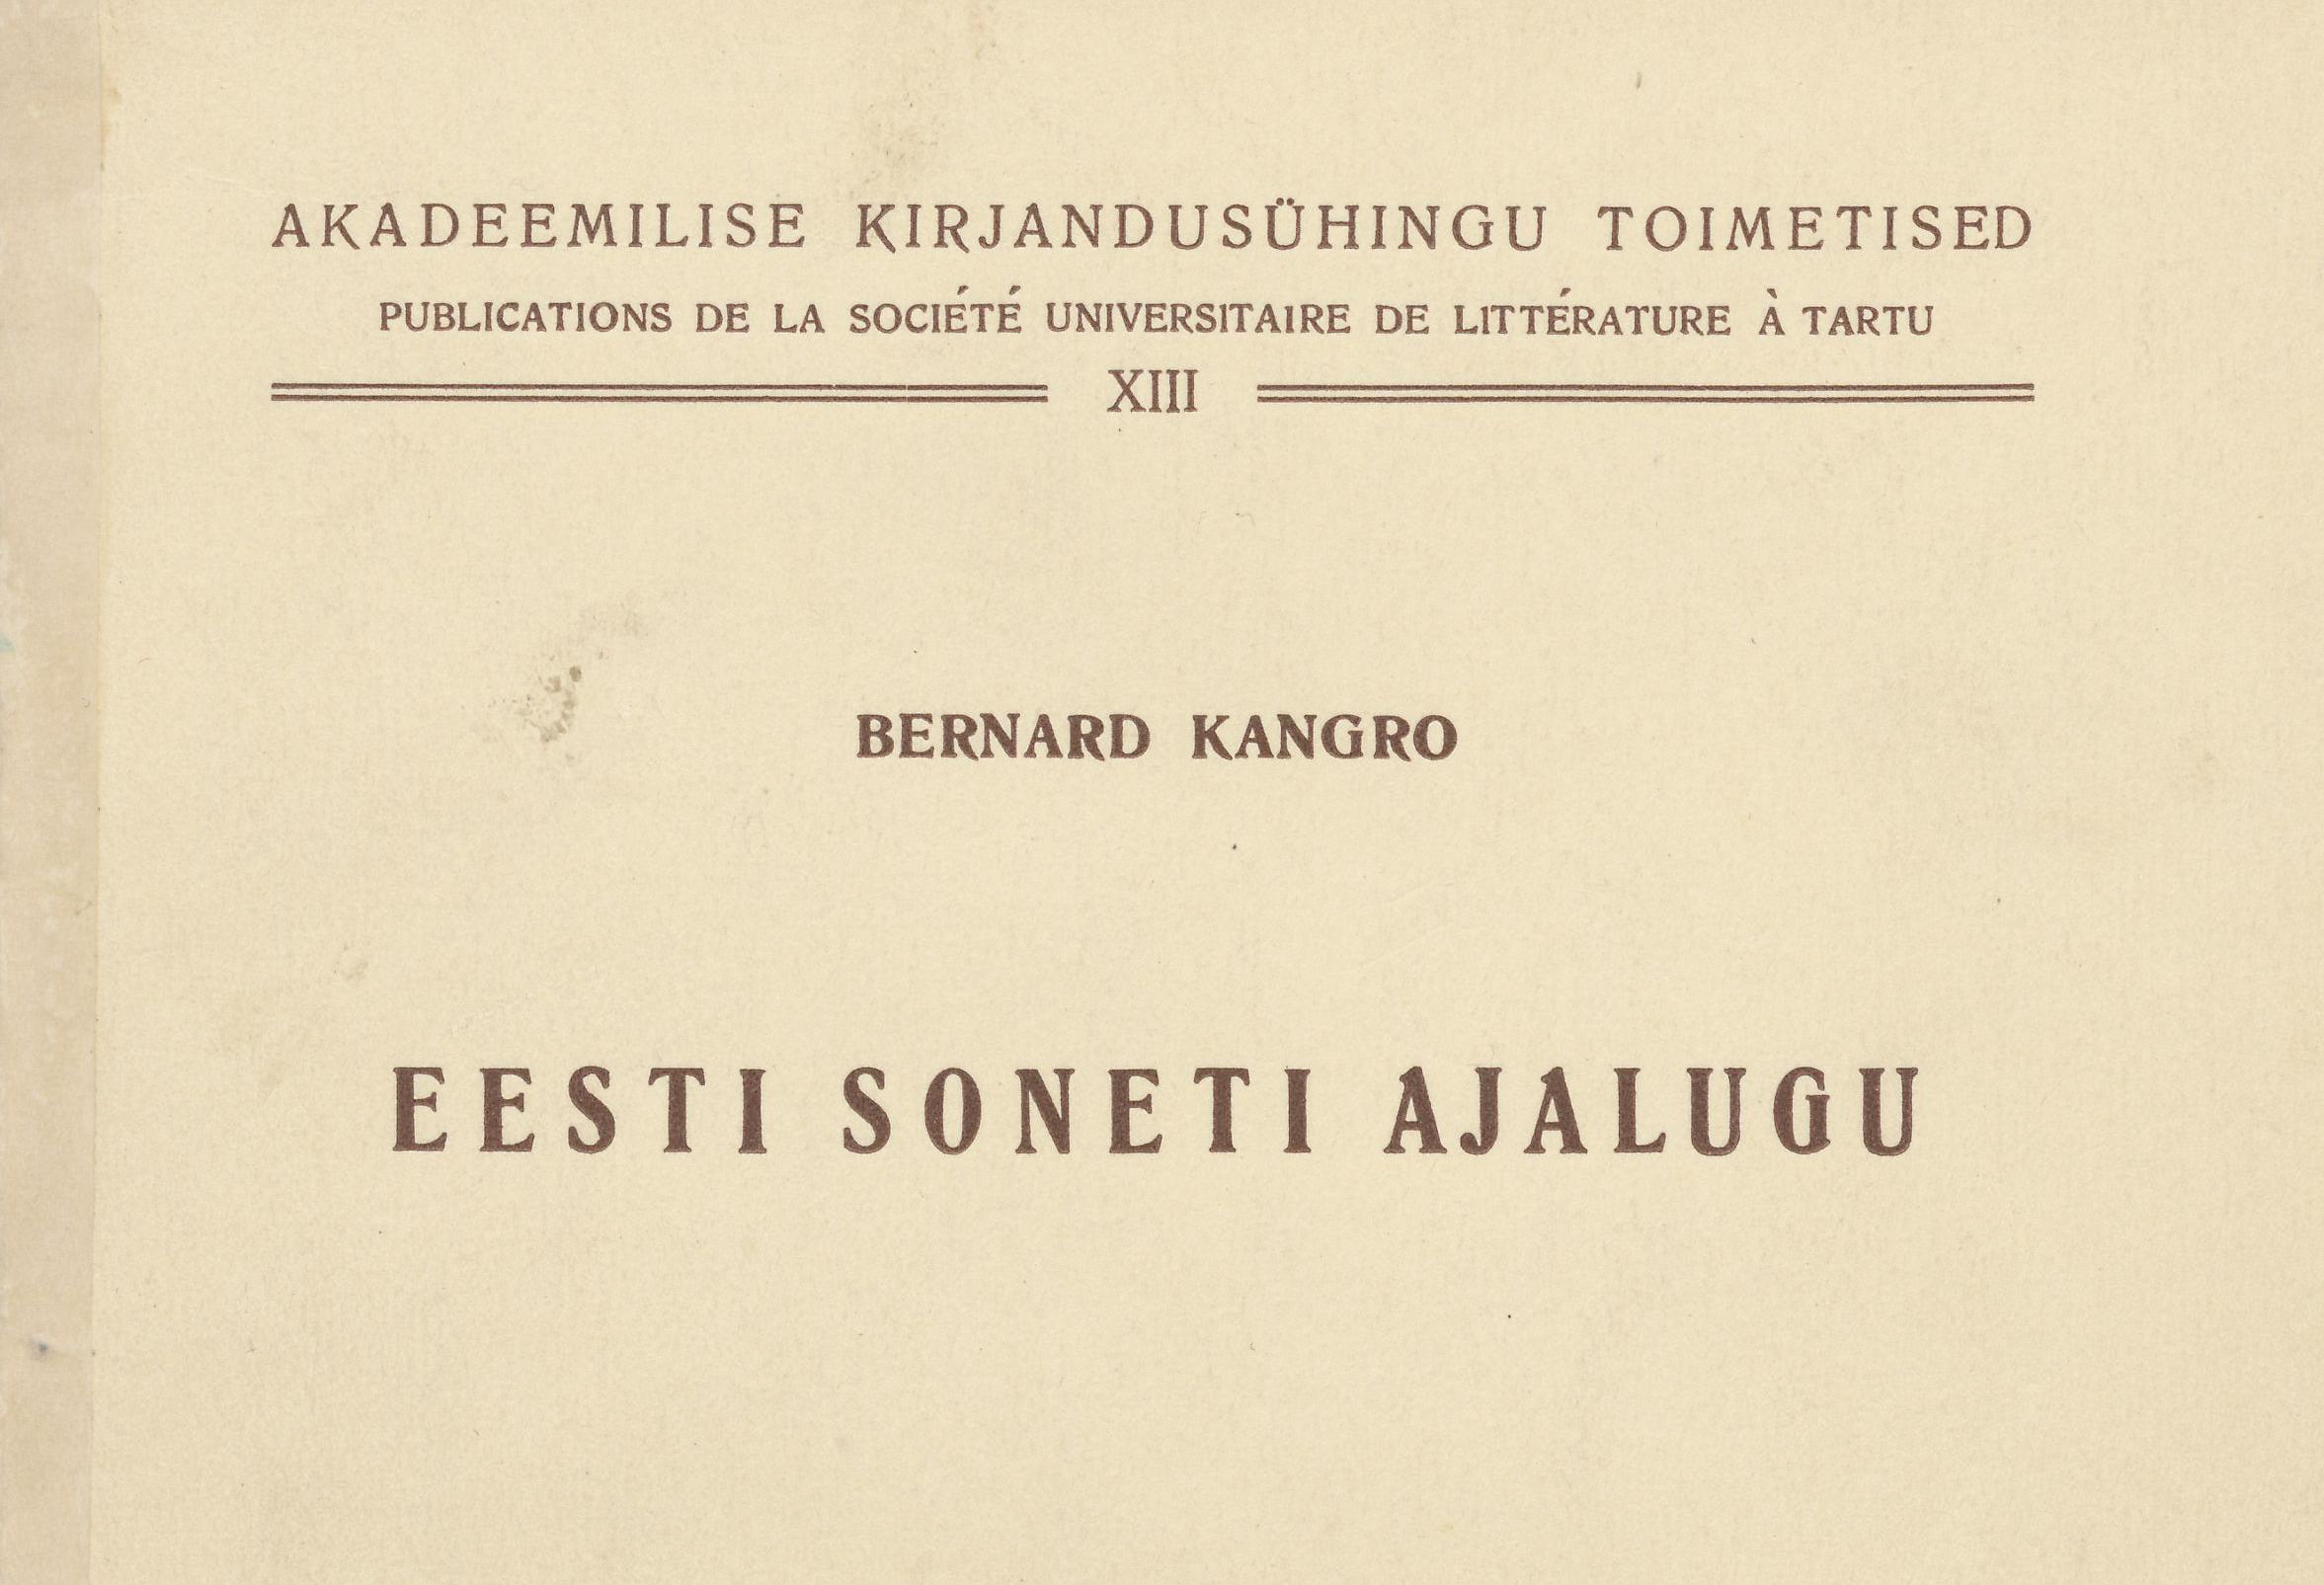 AKADEEMILISE KIRJANDUSÜHINGU TOIMETISED
PUBLICATIONS DE LA SOCIÉTÉ UNIVERSITAIRE DE LITTÉRATURE À TARTU
XIII
BERNARD KANGRO
EESTI SONETI AJALUGU